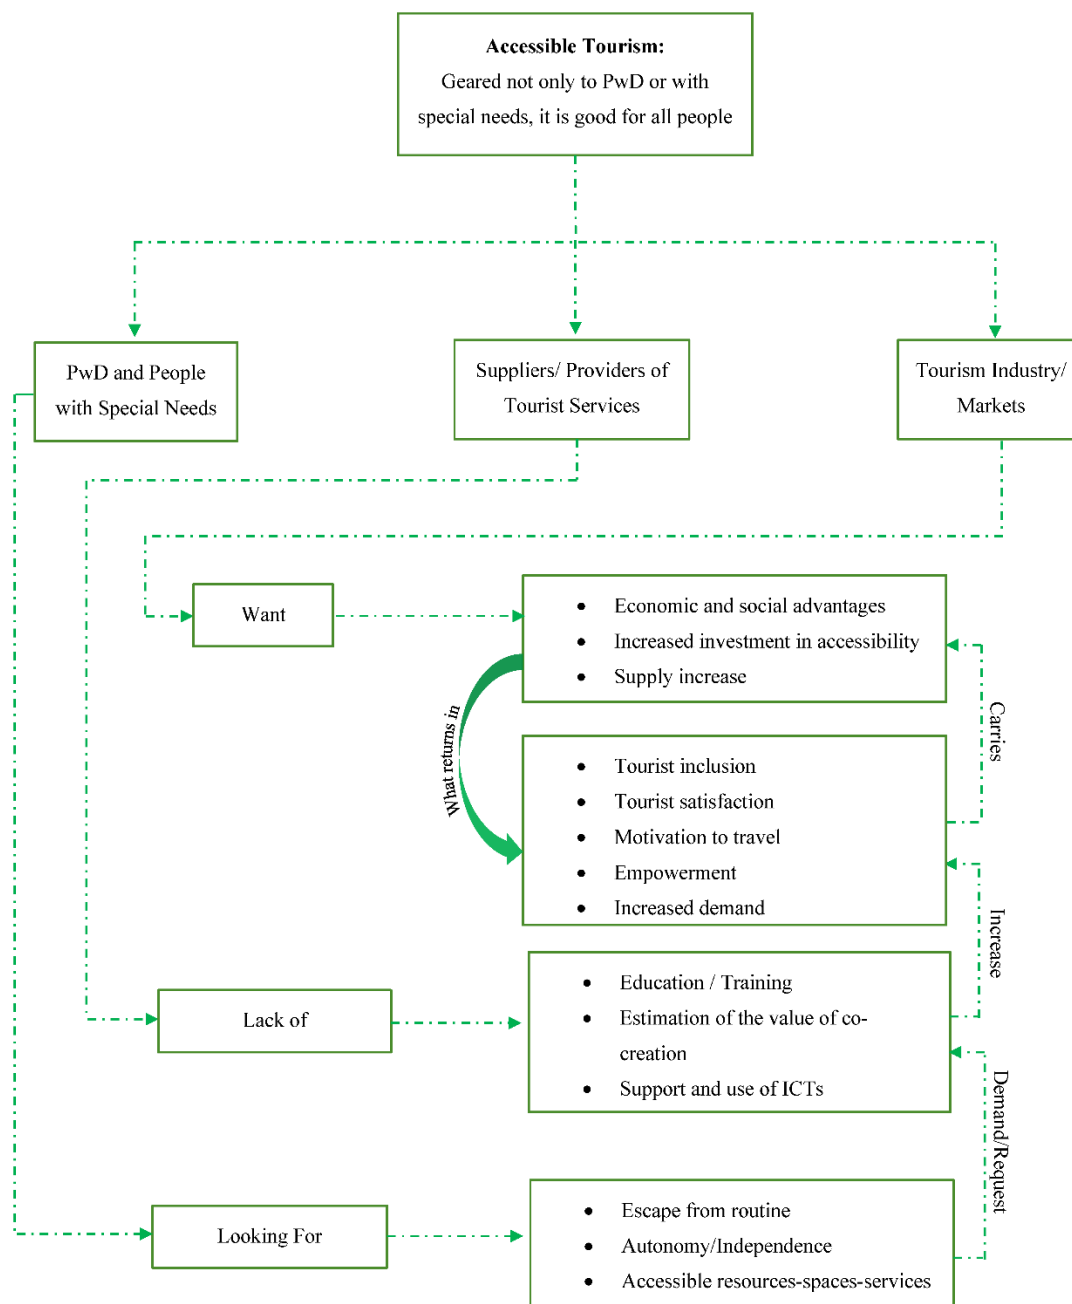 Accessible Tourism:
Geared not only to PwD or with
special needs, it is good for all people
PwD and People
with Special Needs
Suppliers/ Providers of
Tourist Services
Tourism Industry/
Markets
Want
• Economic and social advantages
• Increased investment in accessibility
• Supply increase
What returns in
Carries
• Tourist inclusion
• Tourist satisfaction
• Motivation to travel
• Empowerment
• Increased demand
Increase
Lack of
• Education / Training
• Estimation of the value of co-
creation
• Support and use of ICTs
Demand/Request
Looking For
• Escape from routine
• Autonomy/Independence
• Accessible resources-spaces-services